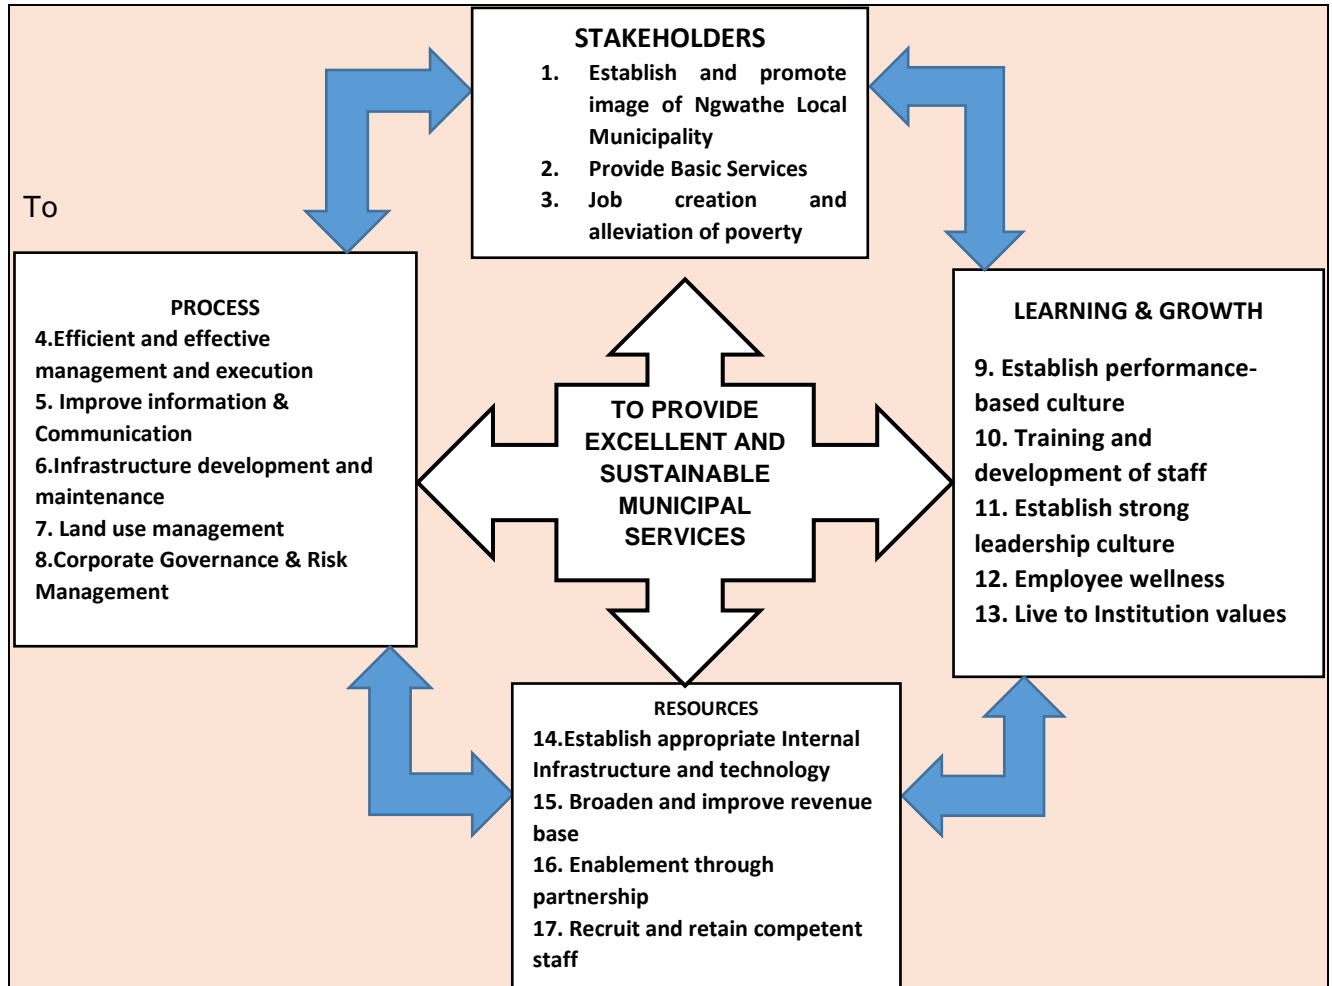 STAKEHOLDERS
1. Establish and promote
image of Ngwathe Local
Municipality
2. Provide Basic Services
3. Job creation and
alleviation of poverty
To
PROCESS
4.Efficient and effective
management and execution
5. Improve information &
Communication
6.Infrastructure development and
maintenance
7. Land use management
8.Corporate Governance & Risk
Management
TO PROVIDE
EXCELLENT AND
SUSTAINABLE
MUNICIPAL
SERVICES
LEARNING & GROWTH
9. Establish performance-
based culture
10. Training and
development of staff
11. Establish strong
leadership culture
12. Employee wellness
13. Live to Institution values
RESOURCES
14.Establish appropriate Internal
Infrastructure and technology
15. Broaden and improve revenue
base
16. Enablement through
partnership
17. Recruit and retain competent
staff